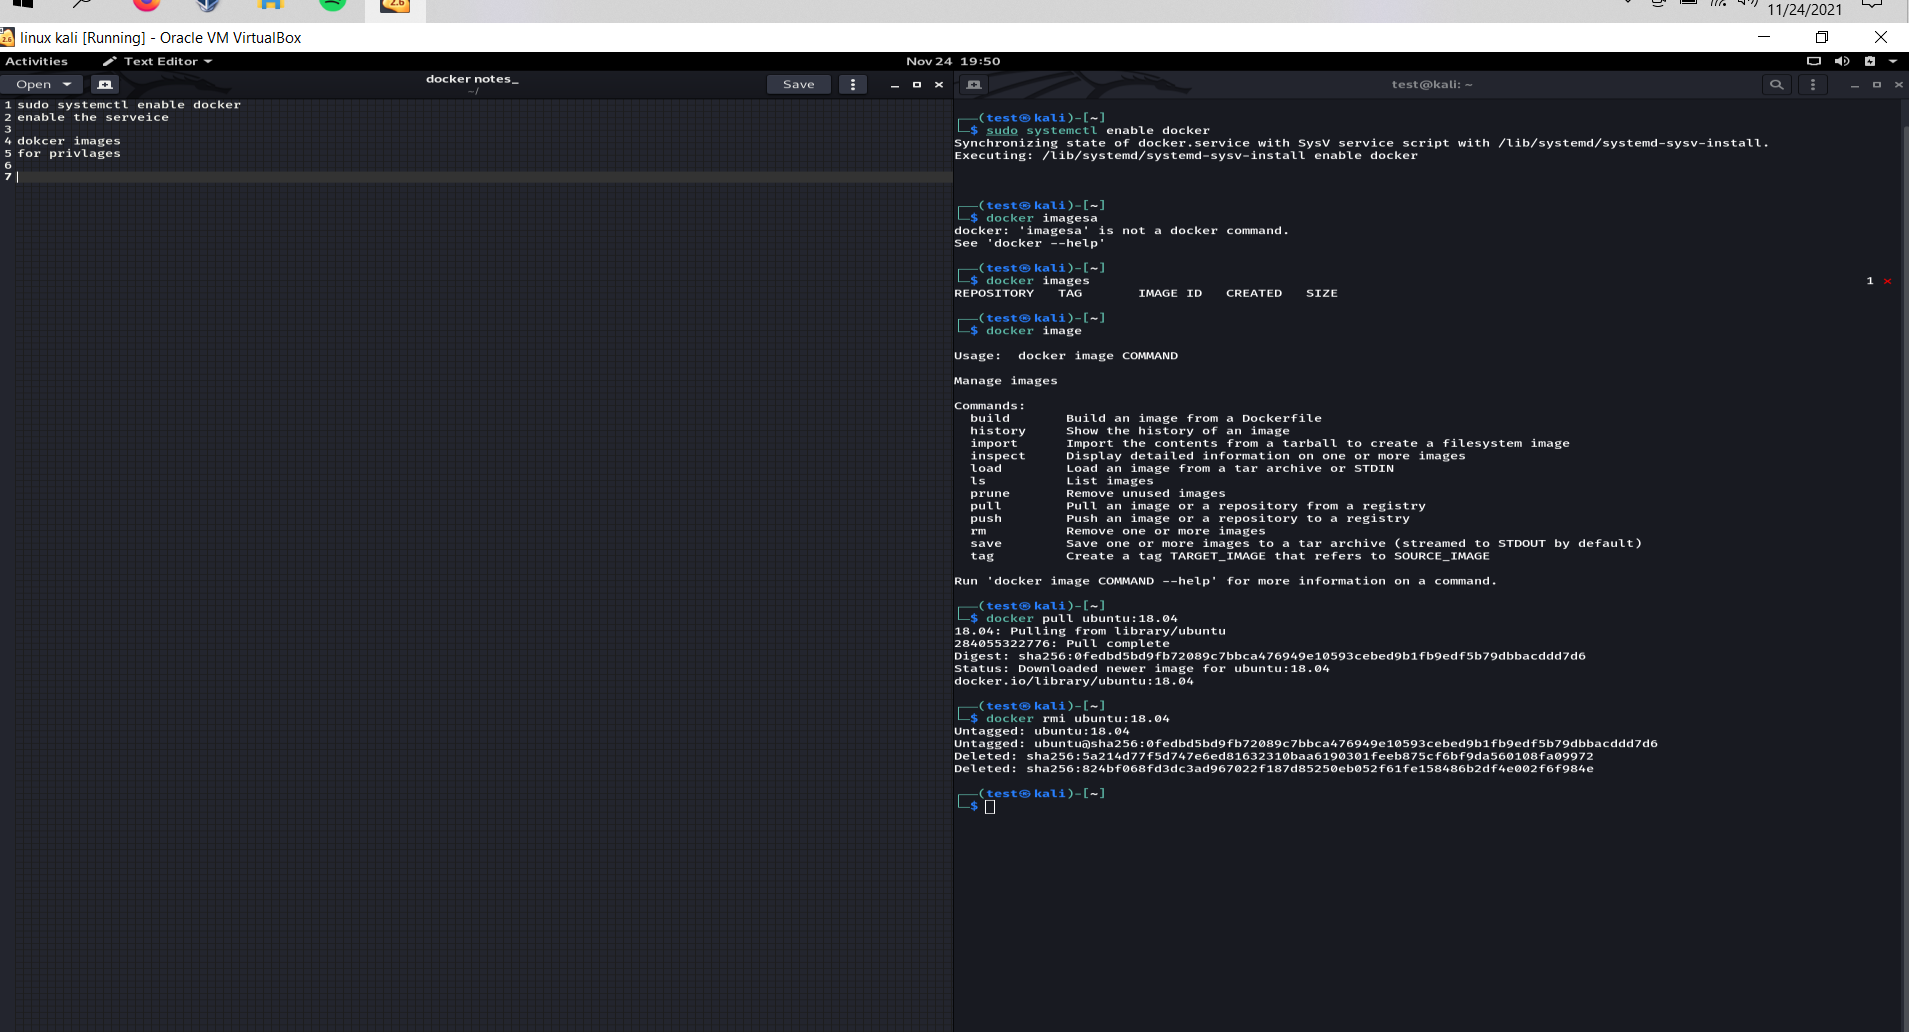 11/24/2021
linux kali [Running] - Oracle VM VirtualBox
Activities
Text Editor
Nov 24 19:50
Open
docker notes_
~/
Save
1 sudo systemctl enable docker
2 enable the serveice
3
4 dokcer images
5 for privlages
6
7
test@kali: ~
(test㉿kali)-[~]
$ sudo systemctl enable docker
Synchronizing state of docker.service with SysV service script with /lib/systemd/systemd-sysv-install.
Executing: /lib/systemd/systemd-sysv-install enable docker
(test㉿kali)-[~]
$ docker imagesa
docker: 'imagesa' is not a docker command.
See 'docker --help'
(test㉿kali)-[~]
$ docker images 1 ⨯
REPOSITORY TAG IMAGE ID CREATED SIZE
(test㉿kali)-[~]
$ docker image
Usage: docker image COMMAND
Manage images
Commands:
build Build an image from a Dockerfile
history Show the history of an image
import Import the contents from a tarball to create a filesystem image
inspect Display detailed information on one or more images
load Load an image from a tar archive or STDIN
ls List images
prune Remove unused images
pull Pull an image or a repository from a registry
push Push an image or a repository to a registry
rm Remove one or more images
save Save one or more images to a tar archive (streamed to STDOUT by default)
tag Create a tag TARGET_IMAGE that refers to SOURCE_IMAGE
Run 'docker image COMMAND --help' for more information on a command.
(test㉿kali)-[~]
$ docker pull ubuntu:18.04
18.04: Pulling from library/ubuntu
284055322776: Pull complete
Digest: sha256:0fedbd5bd9fb72089c7bbca476949e10593cebed9b1fb9edf5b79dbbacddd7d6
Status: Downloaded newer image for ubuntu:18.04
docker.io/library/ubuntu:18.04
(test㉿kali)-[~]
$ docker rmi ubuntu:18.04
Untagged: ubuntu:18.04
Untagged: ubuntu@sha256:0fedbd5bd9fb72089c7bbca476949e10593cebed9b1fb9edf5b79dbbacddd7d6
Deleted: sha256:5a214d77f5d747e6ed81632310baa6190301feeb875cf6bf9da560108fa09972
Deleted: sha256:824bf068fd3dc3ad967022f187d85250eb052f61fe158486b2df4e002f6f984e
(test㉿kali)-[~]
$